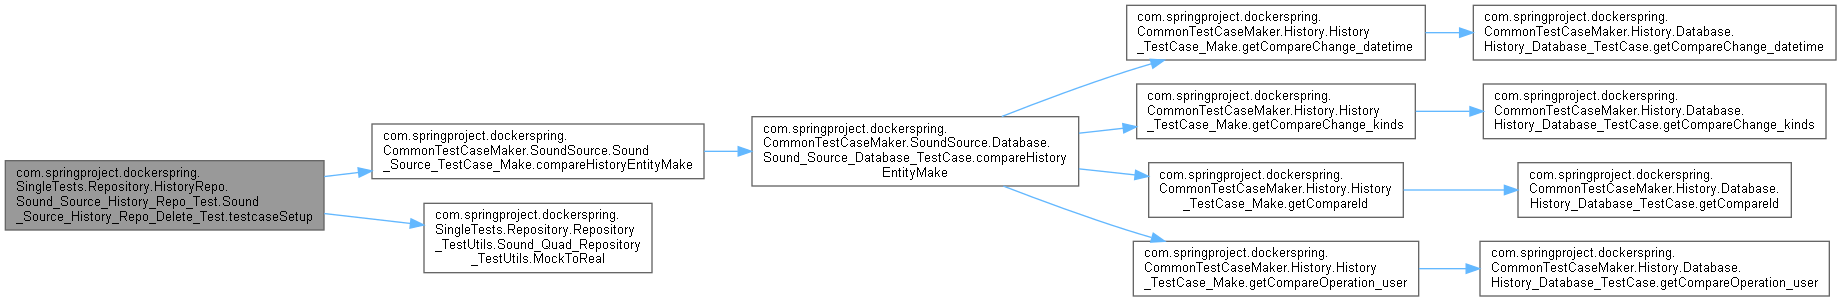 com.springproject.dockerspring.
SingleTests.Repository.HistoryRepo.
Sound_Source_History_Repo_Test.Sound
_Source_History_Repo_Delete_Test.testcaseSetup
com.springproject.dockerspring.
CommonTestCaseMaker.SoundSource.Sound
_Source_TestCase_Make.compareHistoryEntityMake
com.springproject.dockerspring.
SingleTests.Repository.Repository
_TestUtils.Sound_Quad_Repository
_TestUtils.MockToReal
com.springproject.dockerspring.
CommonTestCaseMaker.SoundSource.Database.
Sound_Source_Database_TestCase.compareHistory
EntityMake
com.springproject.dockerspring.
CommonTestCaseMaker.History.History
_TestCase_Make.getCompareChange_datetime
com.springproject.dockerspring.
CommonTestCaseMaker.History.Database.
History_Database_TestCase.getCompareChange_datetime
com.springproject.dockerspring.
CommonTestCaseMaker.History.History
_TestCase_Make.getCompareChange_kinds
com.springproject.dockerspring.
CommonTestCaseMaker.History.Database.
History_Database_TestCase.getCompareChange_kinds
com.springproject.dockerspring.
CommonTestCaseMaker.History.History
_TestCase_Make.getCompareId
com.springproject.dockerspring.
CommonTestCaseMaker.History.Database.
History_Database_TestCase.getCompareId
com.springproject.dockerspring.
CommonTestCaseMaker.History.History
_TestCase_Make.getCompareOperation_user
com.springproject.dockerspring.
CommonTestCaseMaker.History.Database.
History_Database_TestCase.getCompareOperation_user